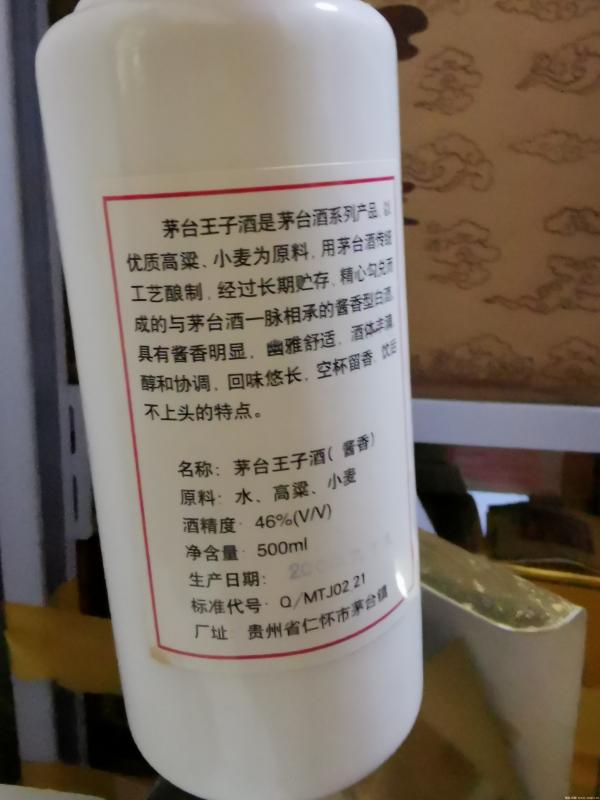 茅台王子酒是茅台酒系列产品,以
优质高粱、小麦为原料,用茅台酒传统
工艺酿制,经过长期贮存,精心勾兑而
成的与茅台酒一脉相承的酱香型白酒,
具有酱香明显,幽雅舒适,酒体丰满,
醇和协调,回味悠长,空杯留香,饮后
不上头的特点。
名称:茅台王子酒(酱香)
原料:水、高粱、小麦
酒精度:46%(V/V)
净含量:500ml
生产日期:
标准代号:Q/MTJ02.21
厂址:贵州省仁怀市茅台镇